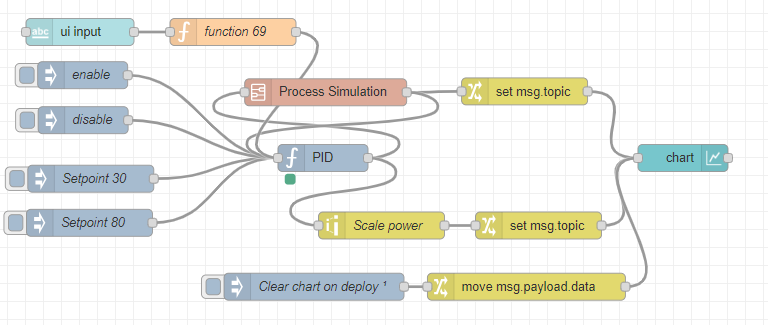 abc
ui input
function 69
enable
Process Simulation
set msg.topic
disable
PID
chart
Setpoint 30
Setpoint 80
Scale power
set msg.topic
Clear chart on deploy ¹
move msg.payload.data